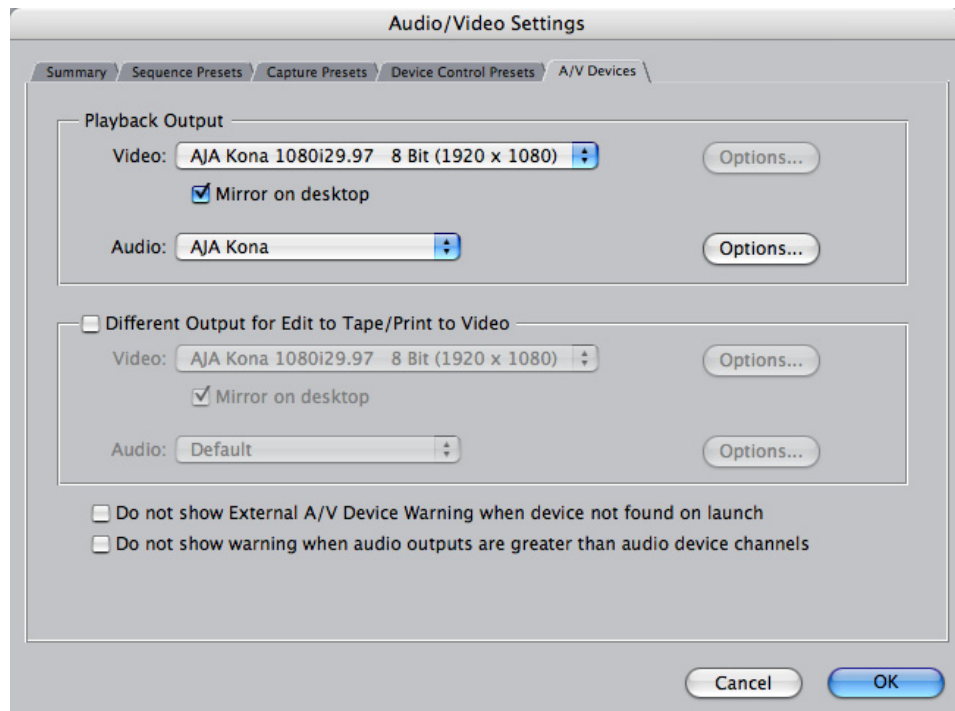 Audio/Video Settings
Summary Sequence Presets Capture Presets Device Control Presets A/V Devices
Playback Output
Video: AJA Kona 1080i29.97 8 Bit (1920 x 1080) Options...
Mirror on desktop
Audio: AJA Kona Options...
Different Output for Edit to Tape/Print to Video
Video: AJA Kona 1080i29.97 8 Bit (1920 x 1080) Options...
Mirror on desktop
Audio: Default Options...
Do not show External A/V Device Warning when device not found on launch
Do not show warning when audio outputs are greater than audio device channels
Cancel OK